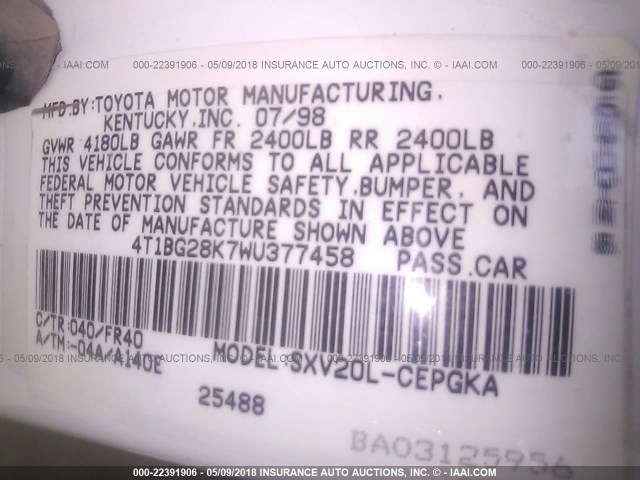 000-22391906 - 05/09/2018 INSURANCE AUTO AUCTIONS, INC. © - IAAI.COM
MFD.BY:TOYOTA MOTOR MANUFACTURING,
KENTUCKY,INC. 07/98
GVWR 4180LB GAWR FR 2400LB RR 2400LB
THIS VEHICLE CONFORMS TO ALL APPLICABLE
FEDERAL MOTOR VEHICLE SAFETY,BUMPER, AND
THEFT PREVENTION STANDARDS IN EFFECT ON
THE DATE OF MANUFACTURE SHOWN ABOVE
4T1BG28K7WU377458 PASS.CAR
C/TR:040/FR40
A/TM:-04A/A140E MODEL:SXV20L-CEPGKA
25488
BA03125956
000-22391906 - 05/09/2018 INSURANCE AUTO AUCTIONS, INC. © - IAAI.COM